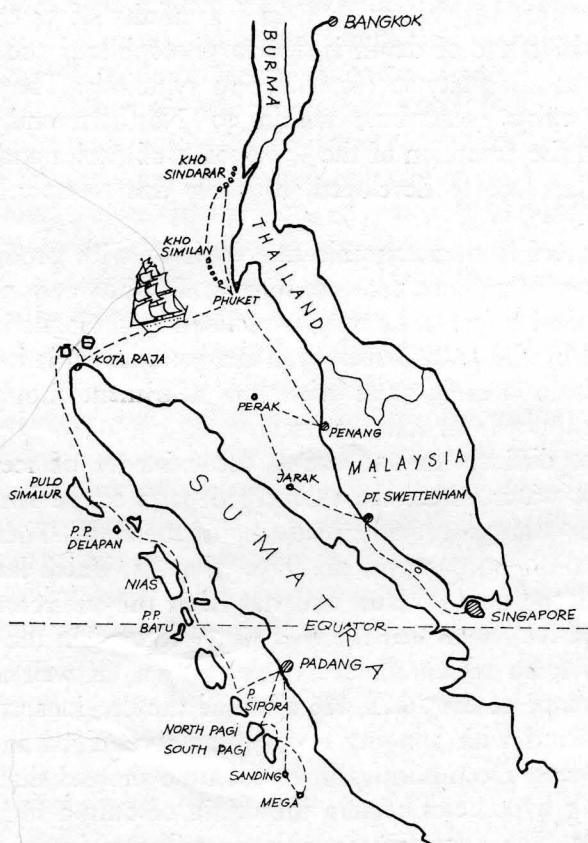 BANGKOK
BURMA
KHO
SINDARAR
THAILAND
KHO
SIMILAN
PHUKET
KOTA RAJA
PERAK
PENANG
MALAYSIA
JARAK
PT. SWETTENHAM
PULO
SIMALUR
SUMATRA
P.P.
DELAPAN
NIAS
SINGAPORE
P.P.
BATU
EQUATOR
PADANG
P.
SIPORA
NORTH PAGI
SOUTH PAGI
SANDING
MEGA